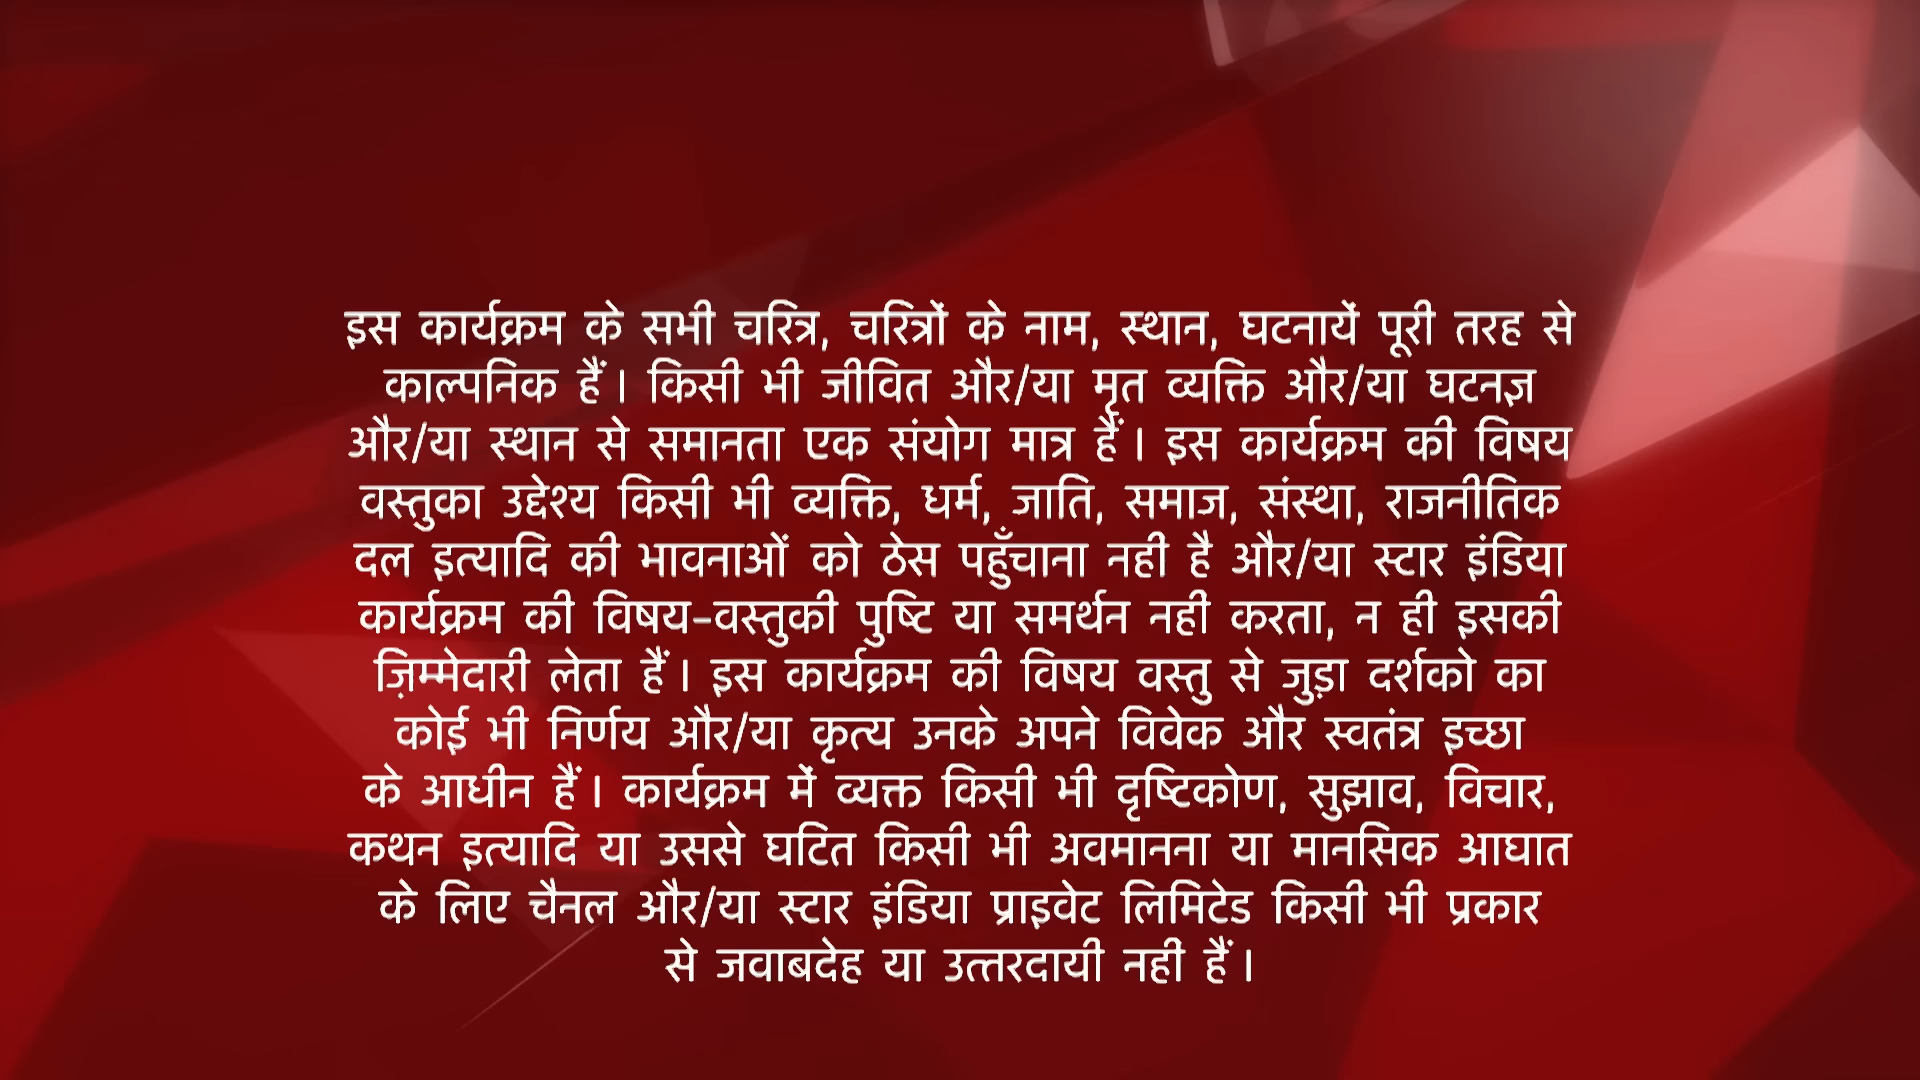 इस कार्यक्रम के सभी चरित्र, चरित्रों के नाम, स्थान, घटनायें पूरी तरह से
काल्पनिक हैं। किसी भी जीवित और/या मृत व्यक्ति और/या घटनज्ञ
और/या स्थान से समानता एक संयोग मात्र हैं। इस कार्यक्रम की विषय
वस्तुका उद्देश्य किसी भी व्यक्ति, धर्म, जाति, समाज, संस्था, राजनीतिक
दल इत्यादि की भावनाओं को ठेस पहुँचाना नही है और/या स्टार इंडिया
कार्यक्रम की विषय-वस्तुकी पुष्टि या समर्थन नही करता, न ही इसकी
ज़िम्मेदारी लेता हैं। इस कार्यक्रम की विषय वस्तु से जुड़ा दर्शको का
कोई भी निर्णय और/या कृत्य उनके अपने विवेक और स्वतंत्र इच्छा
के आधीन हैं। कार्यक्रम में व्यक्त किसी भी दृष्टिकोण, सुझाव, विचार,
कथन इत्यादि या उससे घटित किसी भी अवमानना या मानसिक आघात
के लिए चैनल और/या स्टार इंडिया प्राइवेट लिमिटेड किसी भी प्रकार
से जवाबदेह या उत्तरदायी नही हैं।